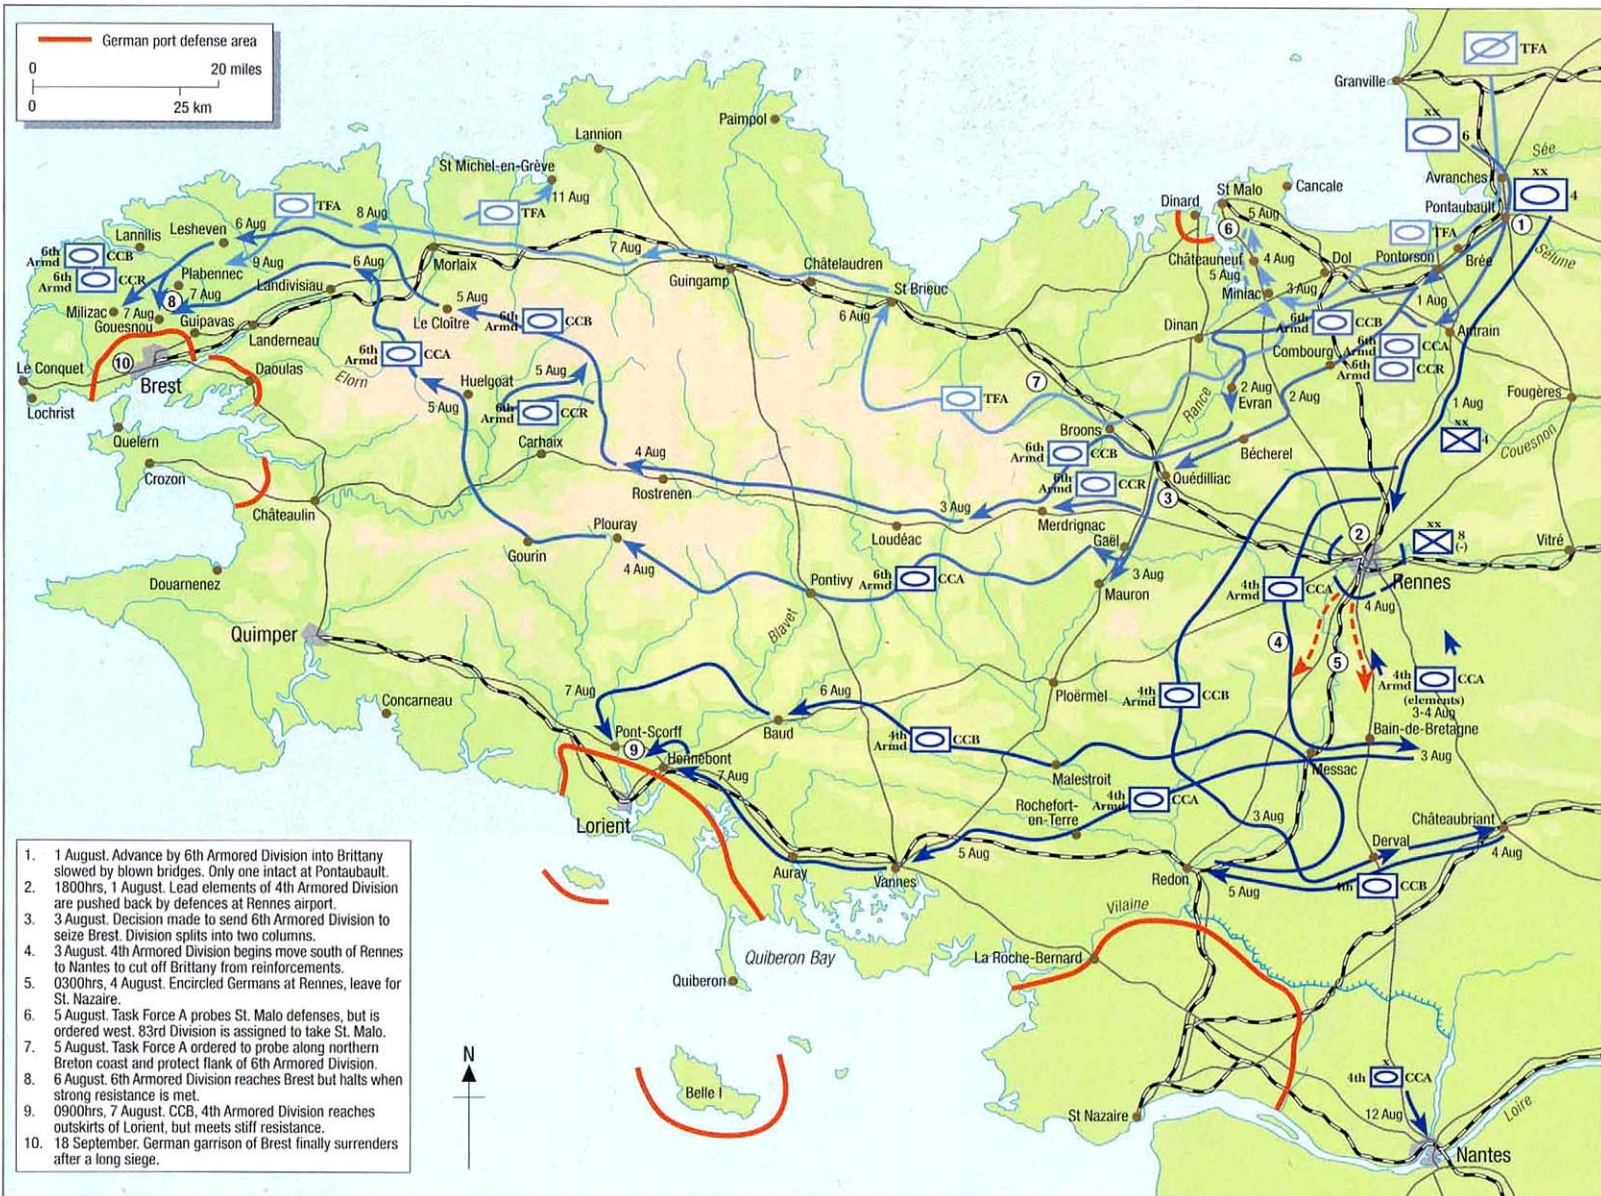 German port defense area
0 20 miles
0 25 km
TFA
Granville
xx
6
Sée
Avranches
xx
4
Pontaubault
1
Sélune
Paimpol
Lannion
St Michel-en-Grève
11 Aug
TFA
TFA
8 Aug
Cancale
St Malo
5 Aug
Dinard
6
TFA
Pontorson
Brée
Lesneven
6 Aug
Lannilis
6th
Armd
CCB
6th
Armd
CCR
9 Aug
Plabennec
7 Aug
8
Landivisiau
6 Aug
Morlaix
7 Aug
Guingamp
Châtelaudren
St Brieuc
6 Aug
Châteauneuf
4 Aug
5 Aug
Dol
Miniac
3 Aug
1 Aug
Milizac
7 Aug
Gouesnou
Guipavas
Landerneau
5 Aug
Le Cloître
6th
Armd
CCB
Dinan
6th
Armd
CCB
Antrain
6th
Armd
CCA
6th
Armd
CCR
Combourg
Le Conquet
10
Brest
Daoulas
Elorn
6th
Armd
CCA
Huelgoat
5 Aug
5 Aug
6th
Armd
CCR
7
TFA
Rance
2 Aug
Evran
2 Aug
1 Aug
Fougères
Lochrist
Quelern
Crozon
Carhaix
4 Aug
Rostrenen
Broons
6th
Armd
CCB
Bécherel
xx
4
Couesnon
6th
Armd
CCR
Quédilliac
3
Châteaulin
3 Aug
Loudéac
Merdrignac
Plouray
Gourin
4 Aug
Pontivy
6th
Armd
CCA
Gaël
3 Aug
Mauron
2
xx
8
(-)
Vitré
Rennes
4 Aug
4th
Armd
CCA
Douarnenez
Quimper
Blavet
4
5
4th
Armd
CCA
(elements)
3-4 Aug
Concarneau
7 Aug
6 Aug
Ploërmel
4th
Armd
CCB
Pont-Scorff
9
Baud
4th
Armd
CCB
Bain-de-Bretagne
3 Aug
Hennebont
7 Aug
Malestroit
Messac
4th
Armd
CCA
Rochefort-
en-Terre
Lorient
3 Aug
Châteaubriant
4 Aug
Derval
5 Aug
Auray
Vannes
Redon
5 Aug
4th
CCB
Vilaine
Quiberon Bay
La Roche-Bernard
Quiberon
N
Belle I
St Nazaire
x
4th
CCA
12 Aug
Loire
Nantes
1. 1 August. Advance by 6th Armored Division into Brittany
slowed by blown bridges. Only one intact at Pontaubault.
2. 1800hrs, 1 August. Lead elements of 4th Armored Division
are pushed back by defences at Rennes airport.
3. 3 August. Decision made to send 6th Armored Division to
seize Brest. Division splits into two columns.
4. 3 August. 4th Armored Division begins move south of Rennes
to Nantes to cut off Brittany from reinforcements.
5. 0300hrs, 4 August. Encircled Germans at Rennes, leave for
St. Nazaire.
6. 5 August. Task Force A probes St. Malo defenses, but is
ordered west. 83rd Division is assigned to take St. Malo.
7. 5 August. Task Force A ordered to probe along northern
Breton coast and protect flank of 6th Armored Division.
8. 6 August. 6th Armored Division reaches Brest but halts when
strong resistance is met.
9. 0900hrs, 7 August. CCB, 4th Armored Division reaches
outskirts of Lorient, but meets stiff resistance.
10. 18 September. German garrison of Brest finally surrenders
after a long siege.